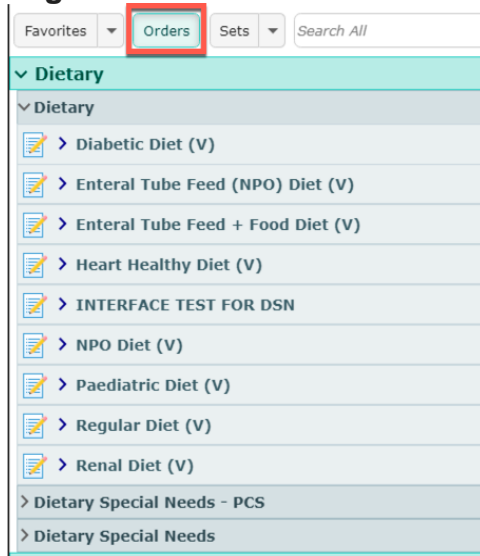 Favorites Orders Sets Search All
Dietary
Dietary
Diabetic Diet (V)
Enteral Tube Feed (NPO) Diet (V)
Enteral Tube Feed + Food Diet (V)
Heart Healthy Diet (V)
INTERFACE TEST FOR DSN
NPO Diet (V)
Paediatric Diet (V)
Regular Diet (V)
Renal Diet (V)
Dietary Special Needs - PCS
Dietary Special Needs